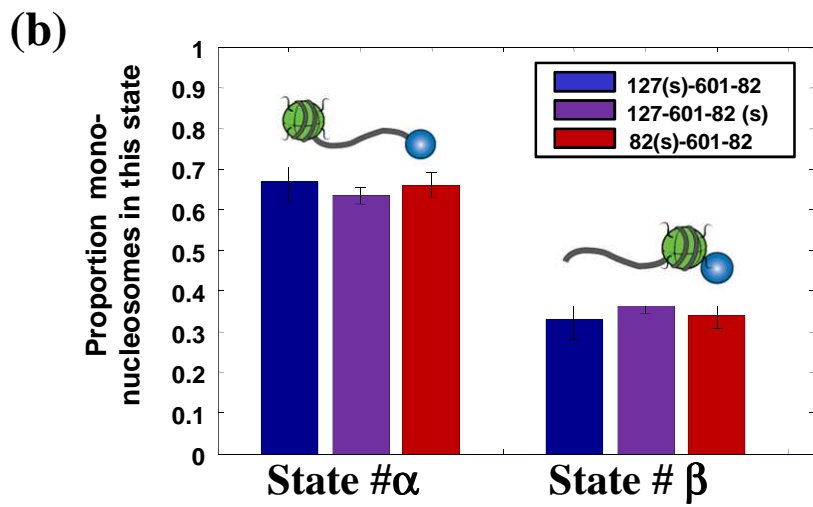 (b)
Proportion mono-
nucleosomes in this state
1
0.9
0.8
0.7
0.6
0.5
0.4
0.3
0.2
0.1
0
127(s)-601-82
127-601-82 (s)
82(s)-601-82
State #α
State # β